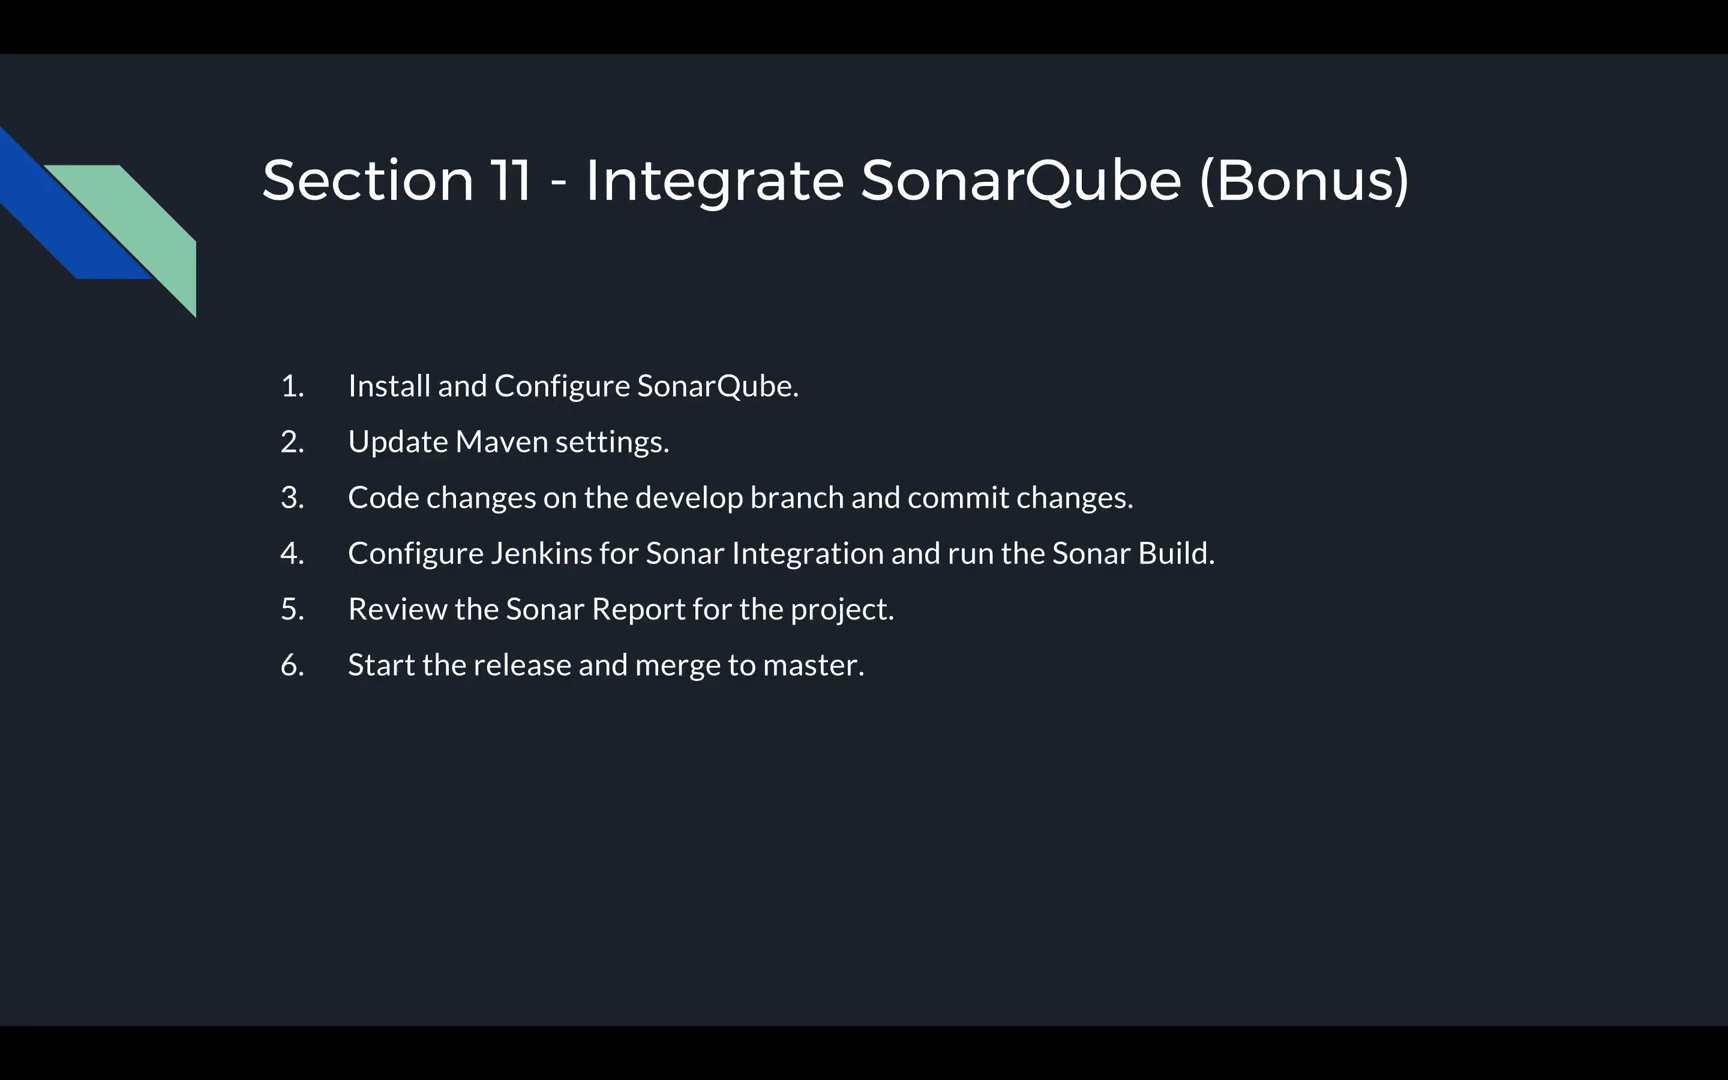 Section 11 - Integrate SonarQube (Bonus)
1. Install and Configure SonarQube.
2. Update Maven settings.
3. Code changes on the develop branch and commit changes.
4. Configure Jenkins for Sonar Integration and run the Sonar Build.
5. Review the Sonar Report for the project.
6. Start the release and merge to master.